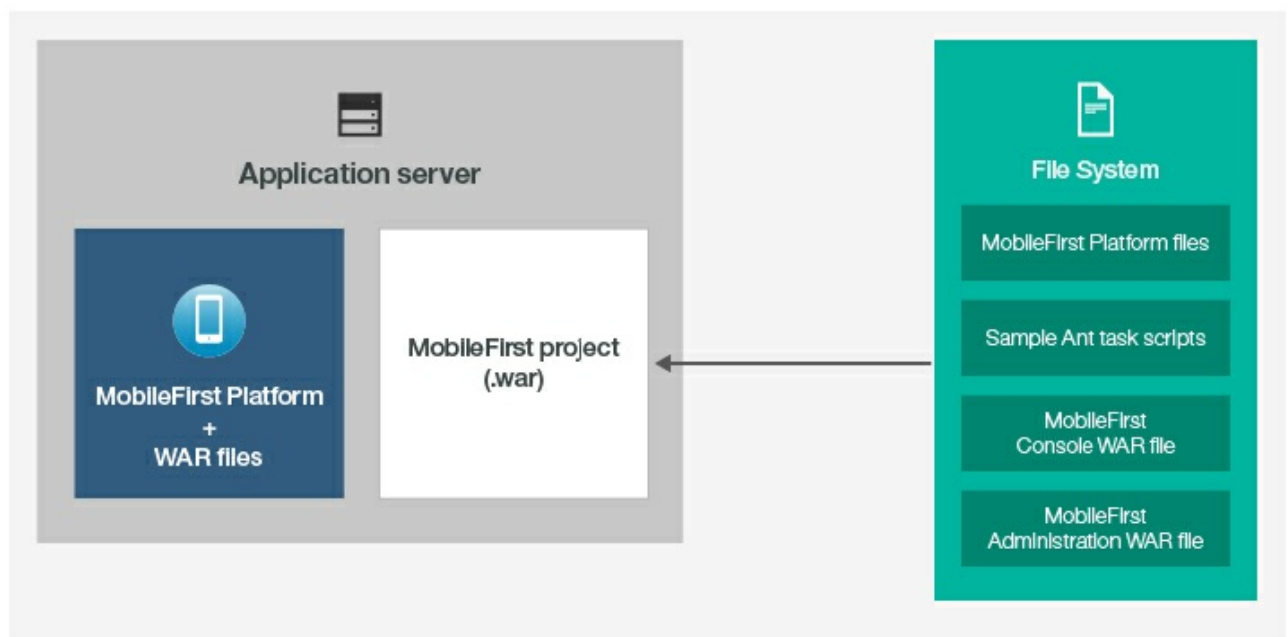 Application server
MobileFirst Platform
+
WAR files
MobileFirst project
(.war)
File System
MobileFirst Platform files
Sample Ant task scripts
MobileFirst
Console WAR file
MobileFirst
Administration WAR file